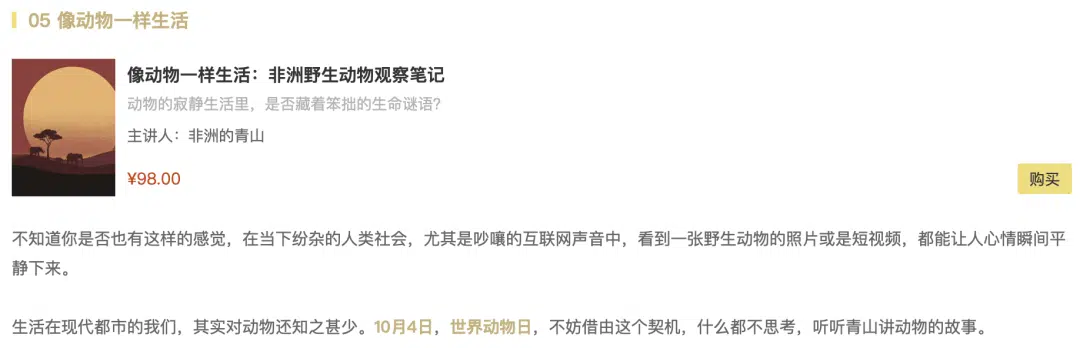 05 像动物一样生活
像动物一样生活：非洲野生动物观察笔记
动物的寂静生活里，是否藏着笨拙的生命谜语？
主讲人：非洲的青山
¥98.00
购买
不知道你是否也有这样的感觉，在当下纷杂的人类社会，尤其是吵嚷的互联网声音中，看到一张野生动物的照片或是短视频，都能让人心情瞬间平
静下来。
生活在现代都市的我们，其实对动物还知之甚少。10月4日，世界动物日，不妨借由这个契机，什么都不思考，听听青山讲动物的故事。